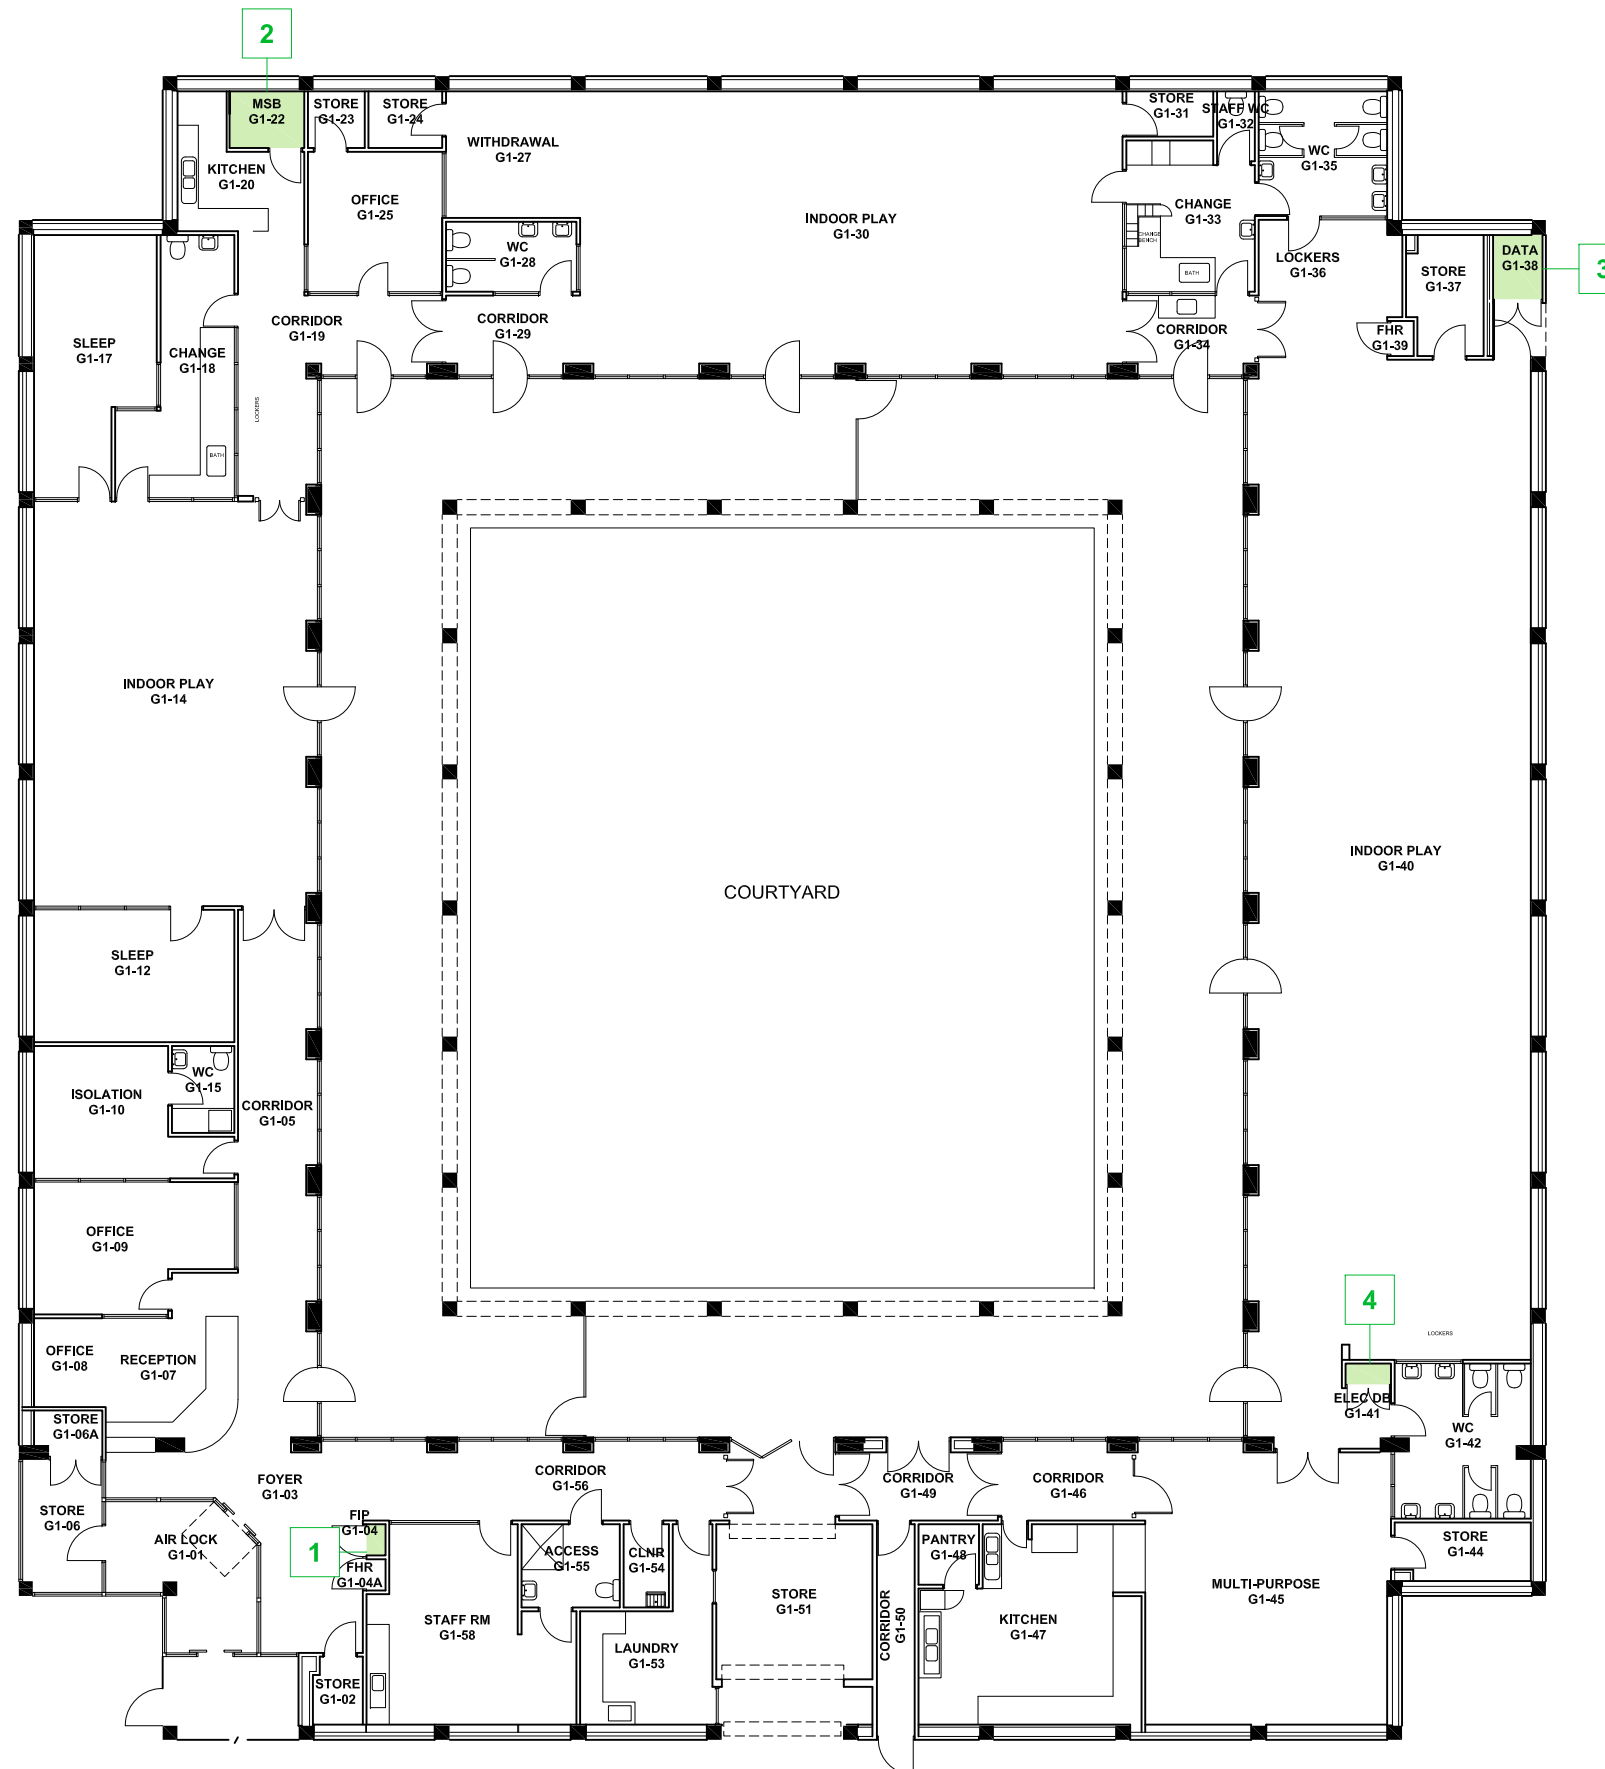 2
MSB
G1-22
STORE
G1-23
STORE
G1-24
WITHDRAWAL
G1-27
STORE
G1-31
STAFF WC
G1-32
WC
G1-35
KITCHEN
G1-20
OFFICE
G1-25
INDOOR PLAY
G1-30
CHANGE
G1-33
CHANGE
BENCH
BATH
WC
G1-28
LOCKERS
G1-36
STORE
G1-37
DATA
G1-38
3
CORRIDOR
G1-19
CORRIDOR
G1-29
CORRIDOR
G1-34
FHR
G1-39
SLEEP
G1-17
CHANGE
G1-18
LOCKERS
BATH
INDOOR PLAY
G1-14
COURTYARD
INDOOR PLAY
G1-40
SLEEP
G1-12
ISOLATION
G1-10
WC
G1-15
CORRIDOR
G1-05
OFFICE
G1-09
OFFICE
G1-08
RECEPTION
G1-07
4
LOCKERS
ELEC DB
G1-41
WC
G1-42
STORE
G1-06A
FOYER
G1-03
CORRIDOR
G1-56
CORRIDOR
G1-49
CORRIDOR
G1-46
STORE
G1-06
AIR LOCK
G1-01
FIP
G1-04
1
FHR
G1-04A
ACCESS
G1-55
CLNR
G1-54
PANTRY
G1-48
STORE
G1-44
STORE
G1-51
MULTI-PURPOSE
G1-45
STAFF RM
G1-58
LAUNDRY
G1-53
CORRIDOR
G1-50
KITCHEN
G1-47
STORE
G1-02